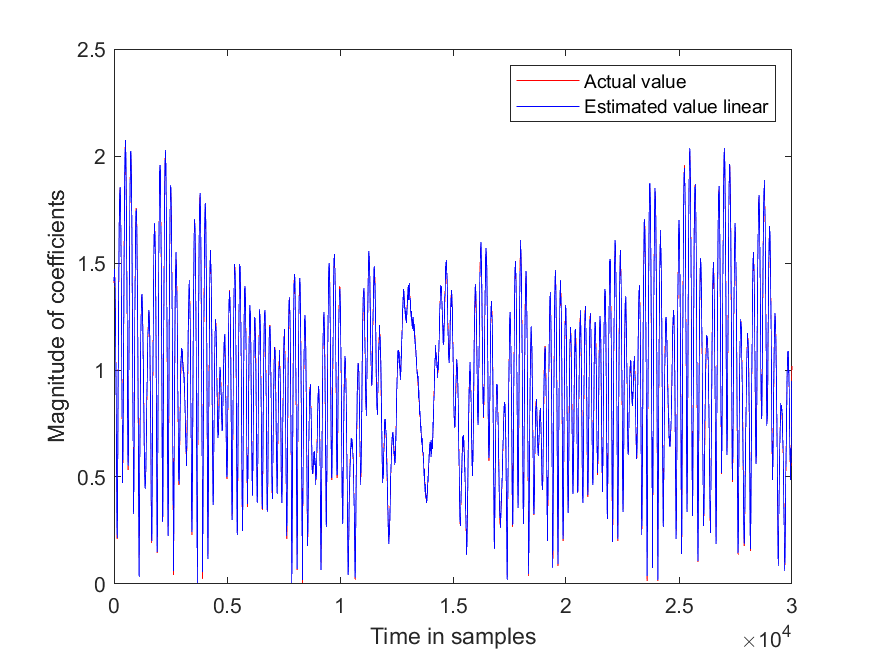 2.5
2
1.5
1
0.5
0
Magnitude of coefficients
Actual value
Estimated value linear
0 0.5 1 1.5 2 2.5 3
Time in samples
×10^4